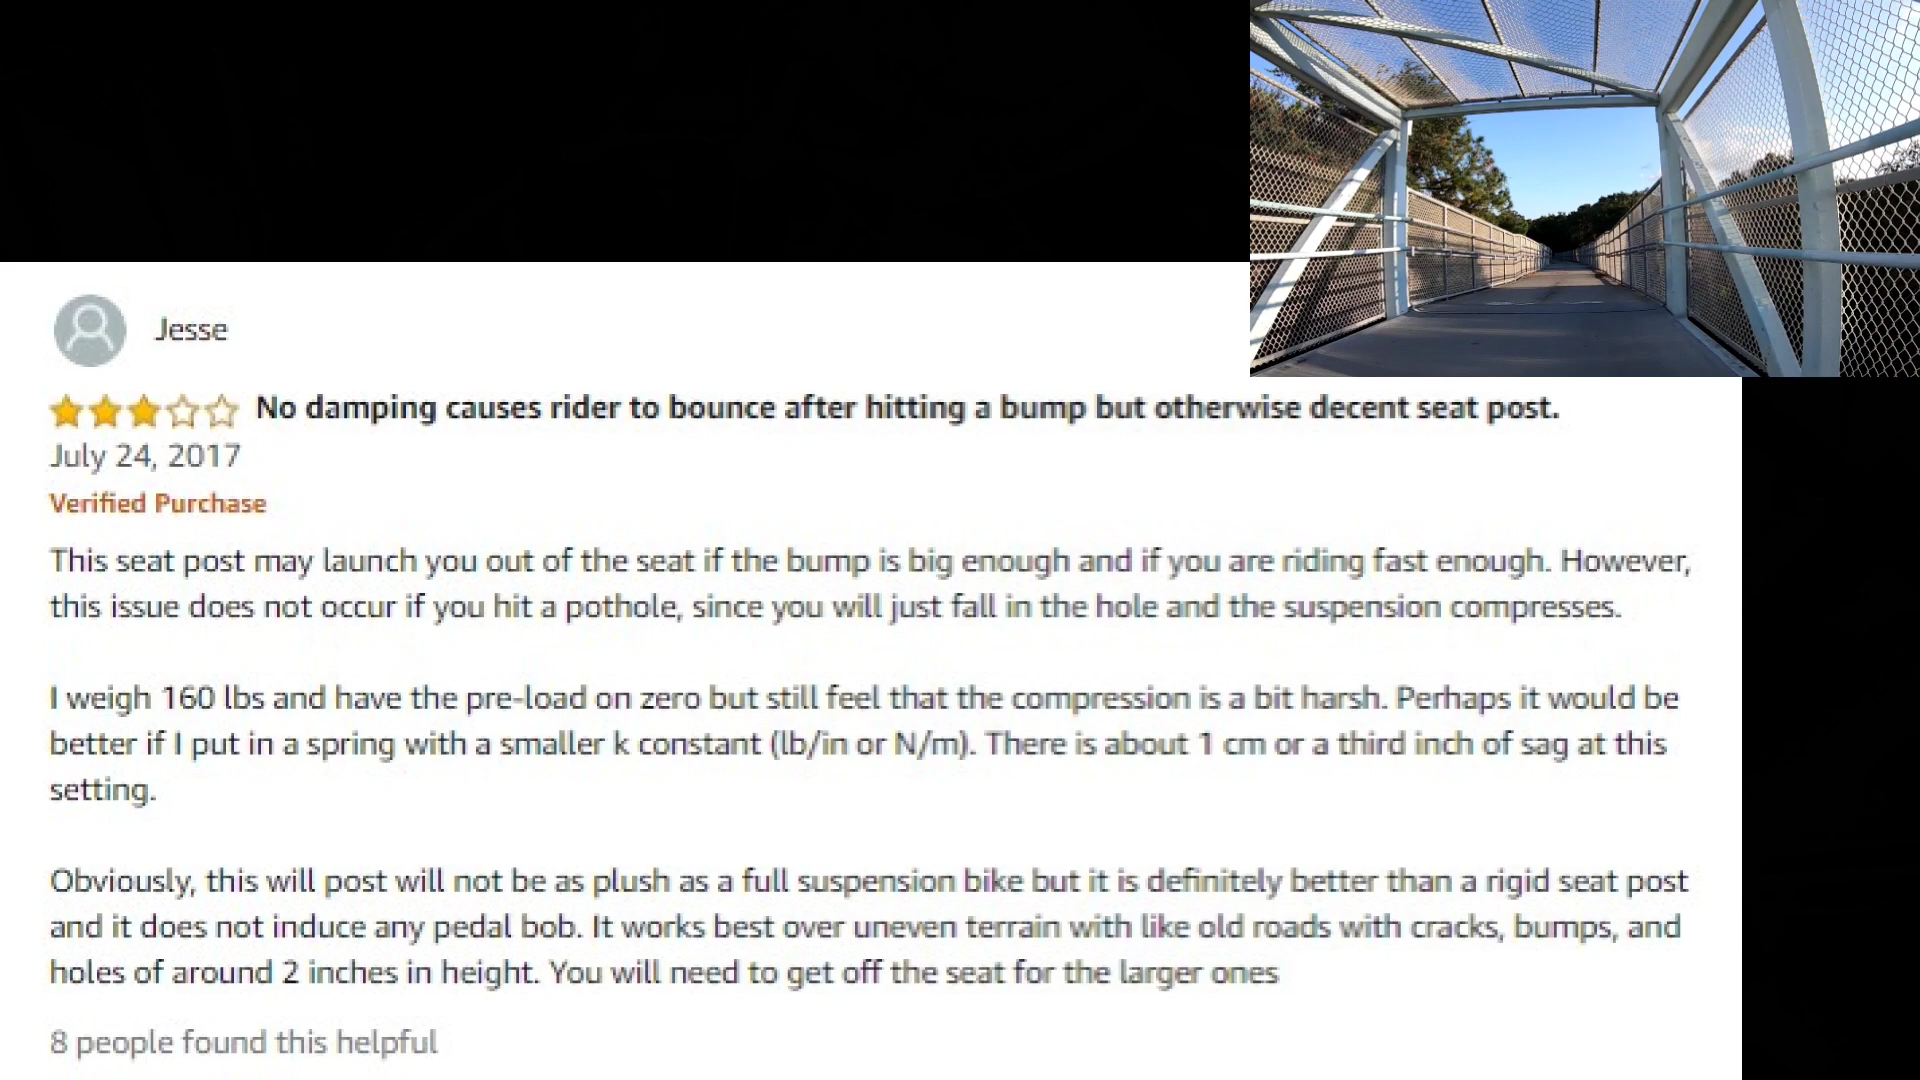 Jesse
No damping causes rider to bounce after hitting a bump but otherwise decent seat post.
July 24, 2017
Verified Purchase
This seat post may launch you out of the seat if the bump is big enough and if you are riding fast enough. However,
this issue does not occur if you hit a pothole, since you will just fall in the hole and the suspension compresses.
I weigh 160 lbs and have the pre-load on zero but still feel that the compression is a bit harsh. Perhaps it would be
better if I put in a spring with a smaller k constant (lb/in or N/m). There is about 1 cm or a third inch of sag at this
setting.
Obviously, this will post will not be as plush as a full suspension bike but it is definitely better than a rigid seat post
and it does not induce any pedal bob. It works best over uneven terrain with like old roads with cracks, bumps, and
holes of around 2 inches in height. You will need to get off the seat for the larger ones
8 people found this helpful